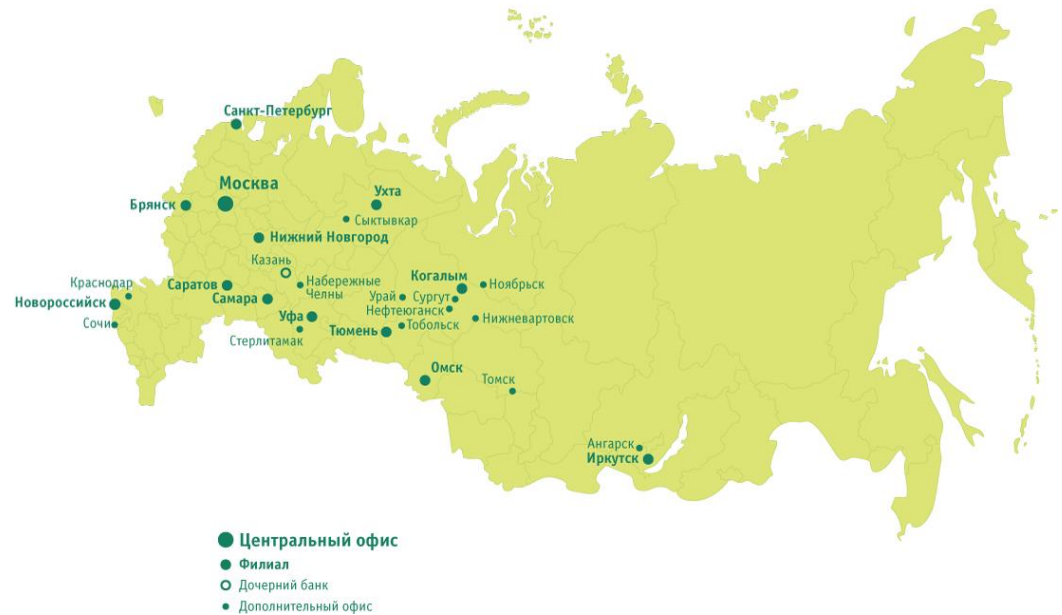 Санкт-Петербург
Москва
Ухта
Брянск
Сыктывкар
Нижний Новгород
Казань
Краснодар
Саратов
Набережные
Челны
Когалым
Ноябрьск
Новороссийск
Самара
Урай
Сургут
Нефтеюганск
Сочи
Уфа
Тюмень
Тобольск
Нижневартовск
Стерлитамак
Омск
Томск
Ангарск
Иркутск
Центральный офис
Филиал
Дочерний банк
Дополнительный офис